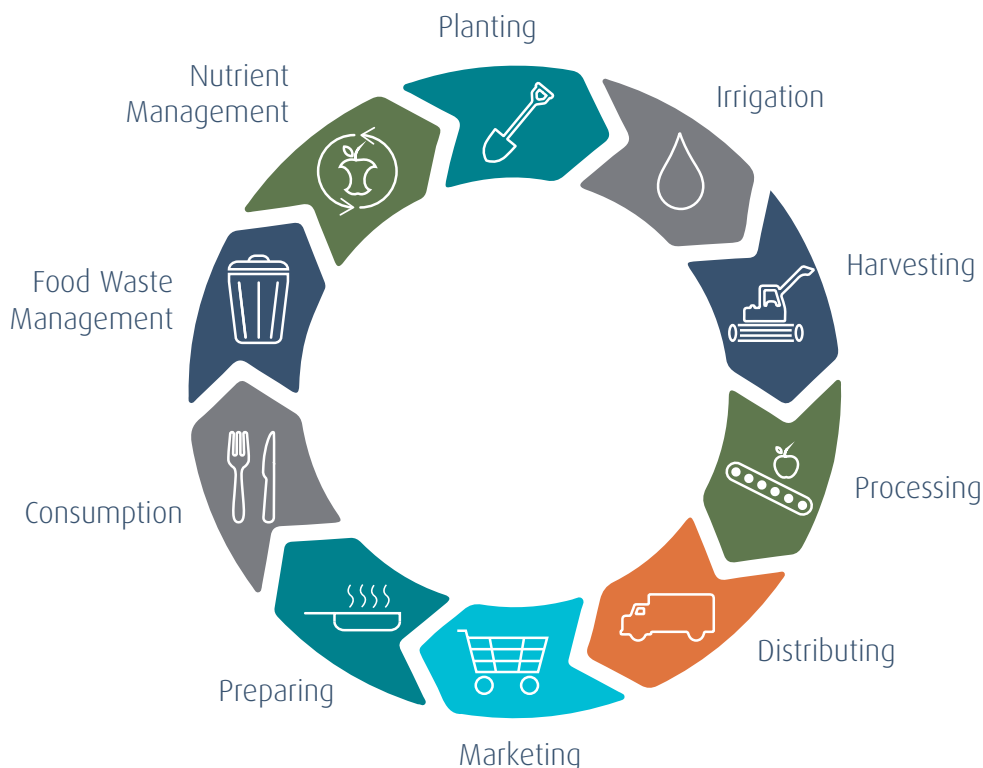 Planting
Irrigation
Harvesting
Processing
Distributing
Marketing
Preparing
Consumption
Food Waste
Management
Nutrient
Management